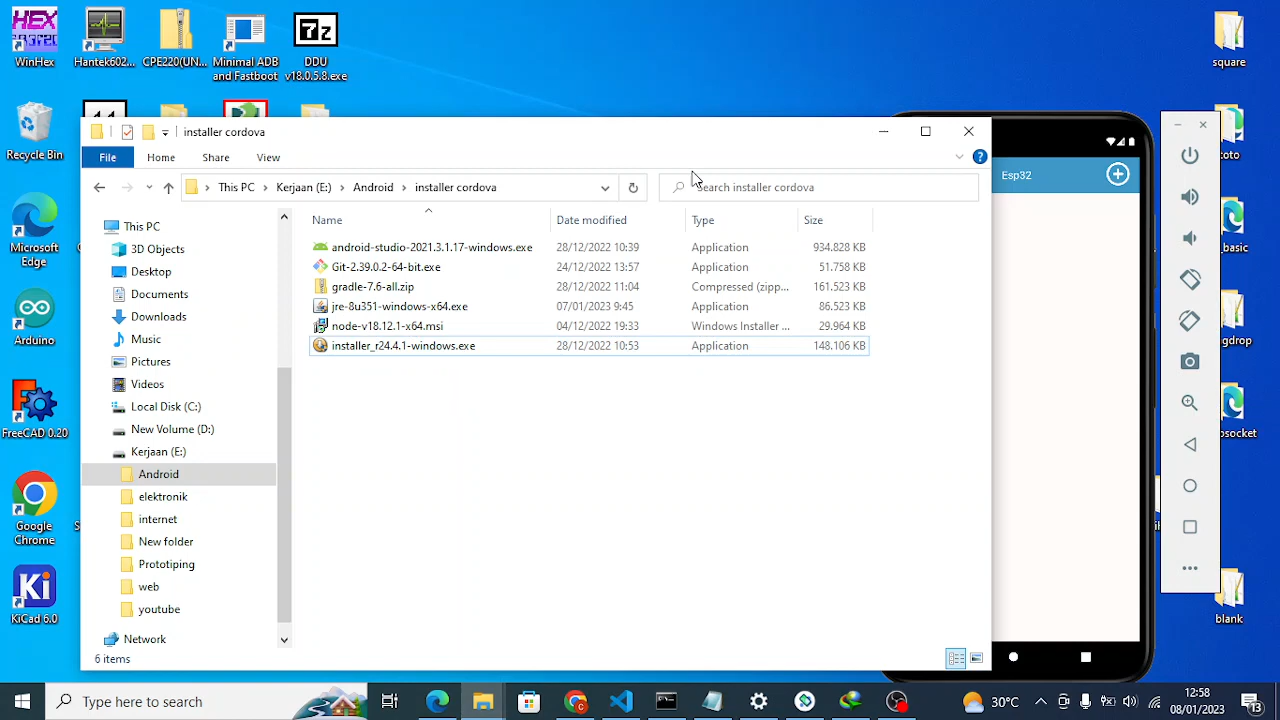 WinHex
Hantek602...
CPE220(UN...
Minimal ADB
and Fastboot
DDU
v18.0.5.8.exe
square
Recycle Bin
Microsoft
Edge
Arduino
FreeCAD 0.20
Google
Chrome
KiCad 6.0
installer cordova
File
Home
Share
View
This PC
Kerjaan (E:)
Android
installer cordova
Search installer cordova
Name
Date modified
Type
Size
android-studio-2021.3.1.17-windows.exe 28/12/2022 10:39 Application 934.828 KB
Git-2.39.0.2-64-bit.exe 24/12/2022 13:57 Application 51.758 KB
gradle-7.6-all.zip 28/12/2022 11:04 Compressed (zipp... 161.523 KB
jre-8u351-windows-x64.exe 07/01/2023 9:45 Application 86.523 KB
node-v18.12.1-x64.msi 04/12/2022 19:33 Windows Installer ... 29.964 KB
installer_r24.4.1-windows.exe 28/12/2022 10:53 Application 148.106 KB
This PC
3D Objects
Desktop
Documents
Downloads
Music
Pictures
Videos
Local Disk (C:)
New Volume (D:)
Kerjaan (E:)
Android
elektronik
internet
New folder
Prototiping
web
youtube
Network
6 items
Esp32
oto
_basic
gdrop
osocket
blank
Type here to search
30°C
12:58
08/01/2023
13